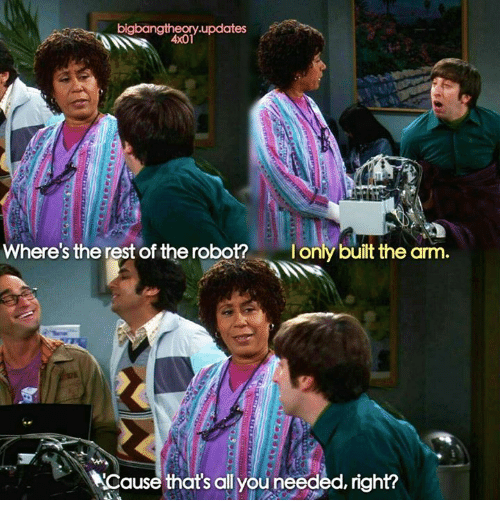 bigbangtheory.updates
4x01
Where's the rest of the robot?
I only built the arm.
'Cause that's all you needed, right?